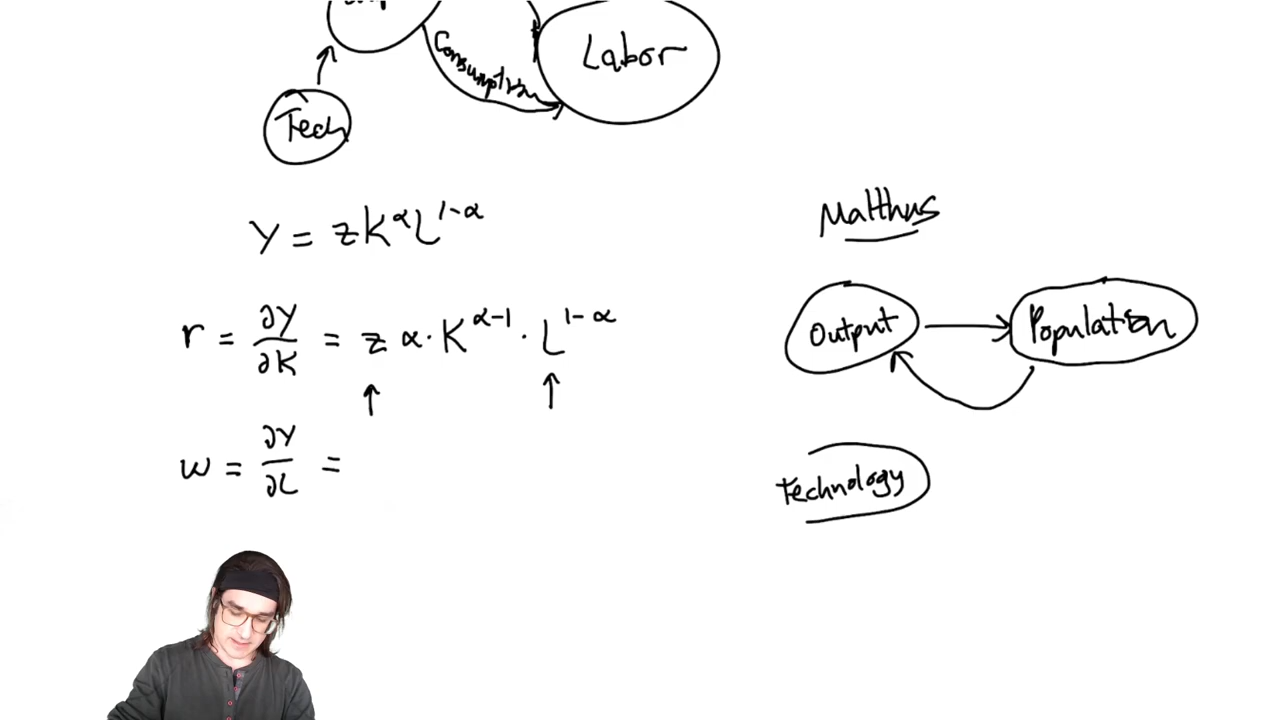 Consumption
Labor
Tech
Y = zK^α L^{1-α}
r = ∂Y/∂K = z α · K^{α-1} · L^{1-α}
w = ∂Y/∂L =
Malthus
Output
Population
Technology